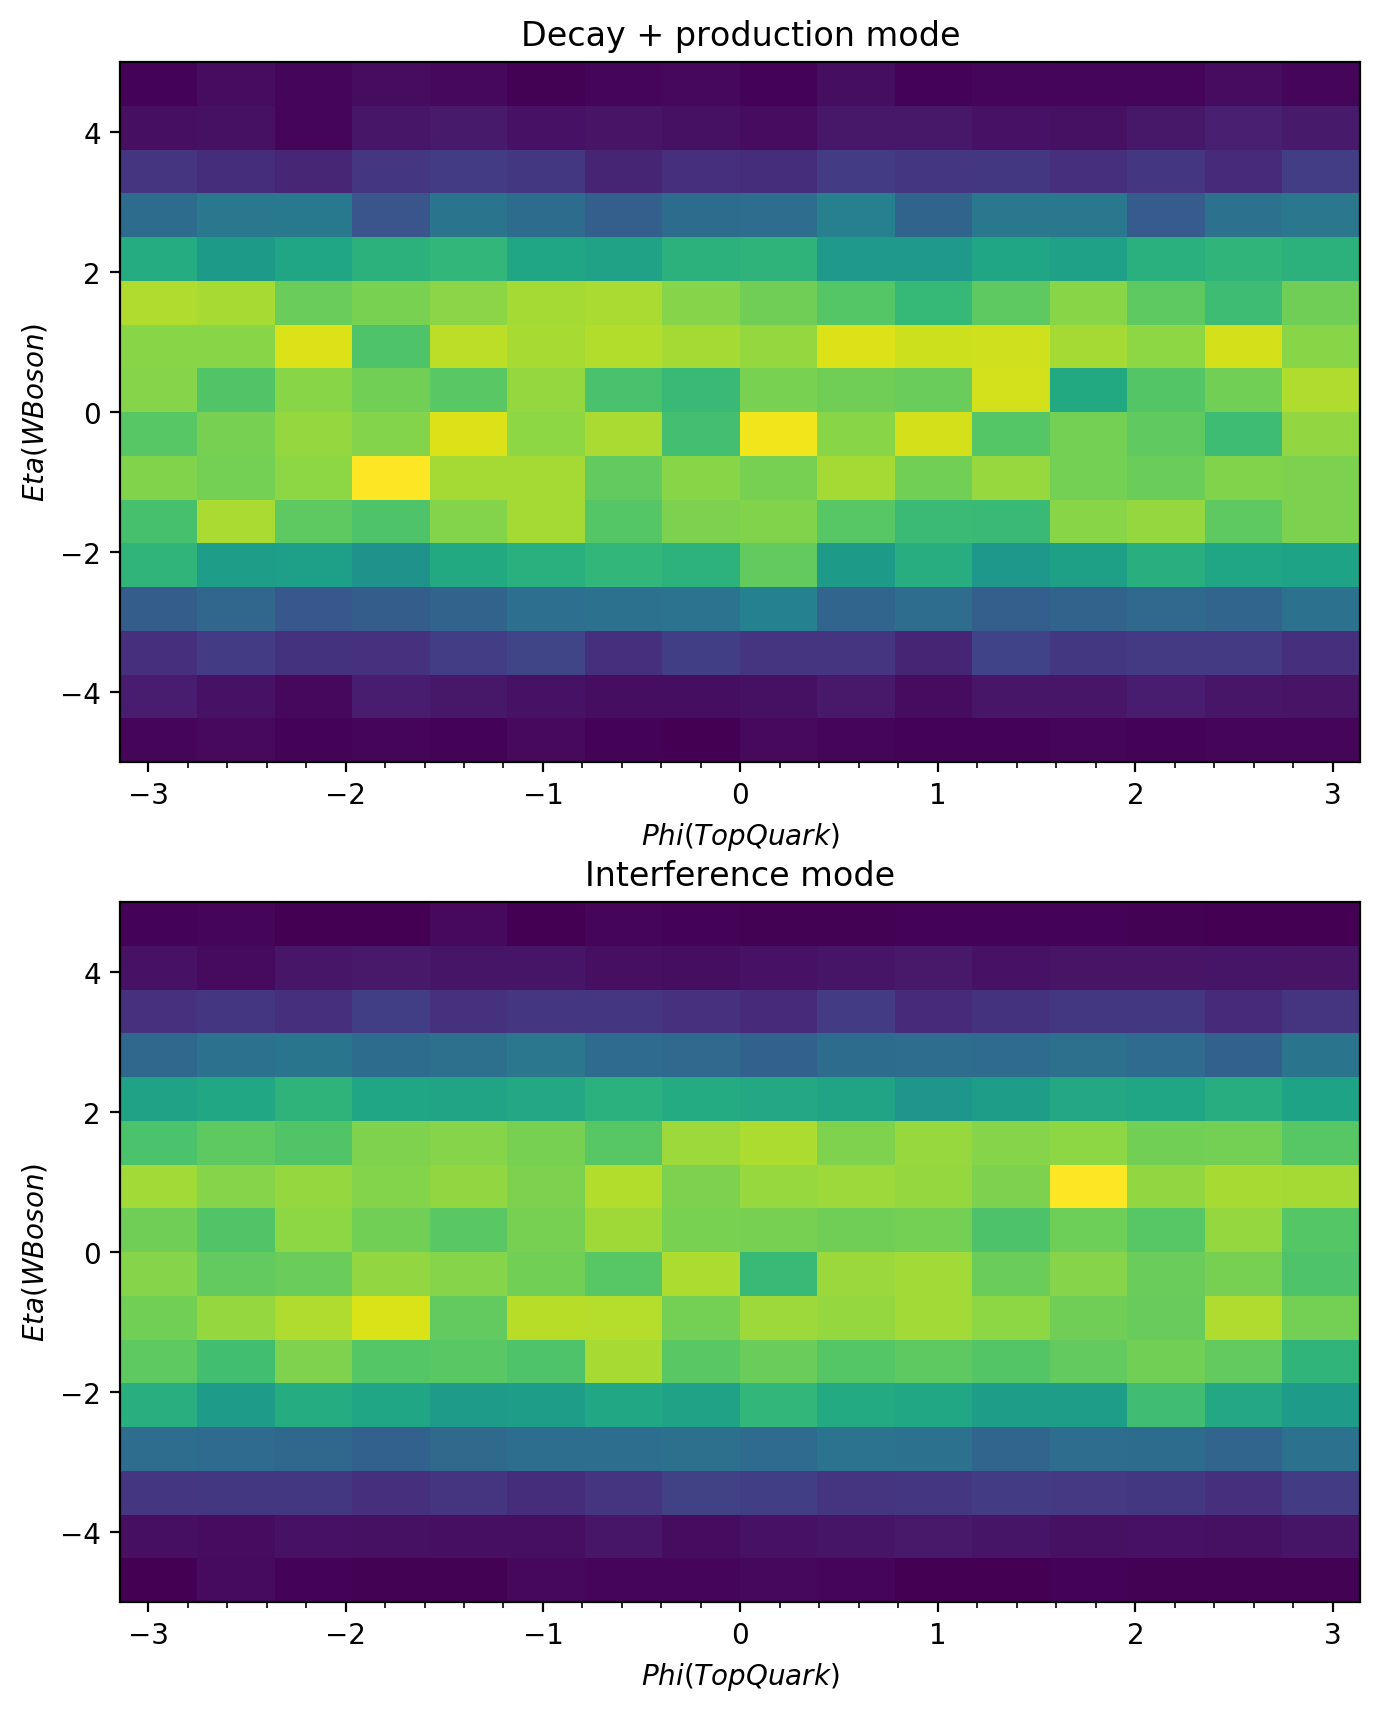 Decay + production mode
4
2
0
−2
−4
Eta(WBoson)
−3 −2 −1 0 1 2 3
Phi(TopQuark)
Interference mode
4
2
0
−2
−4
Eta(WBoson)
−3 −2 −1 0 1 2 3
Phi(TopQuark)